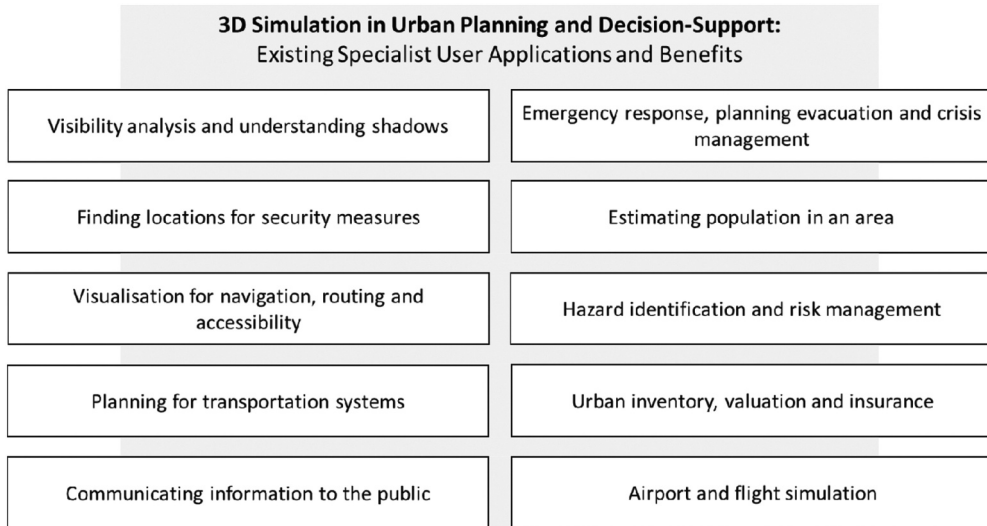 3D Simulation in Urban Planning and Decision-Support:
Existing Specialist User Applications and Benefits
Visibility analysis and understanding shadows
Emergency response, planning evacuation and crisis
management
Finding locations for security measures
Estimating population in an area
Visualisation for navigation, routing and
accessibility
Hazard identification and risk management
Planning for transportation systems
Urban inventory, valuation and insurance
Communicating information to the public
Airport and flight simulation